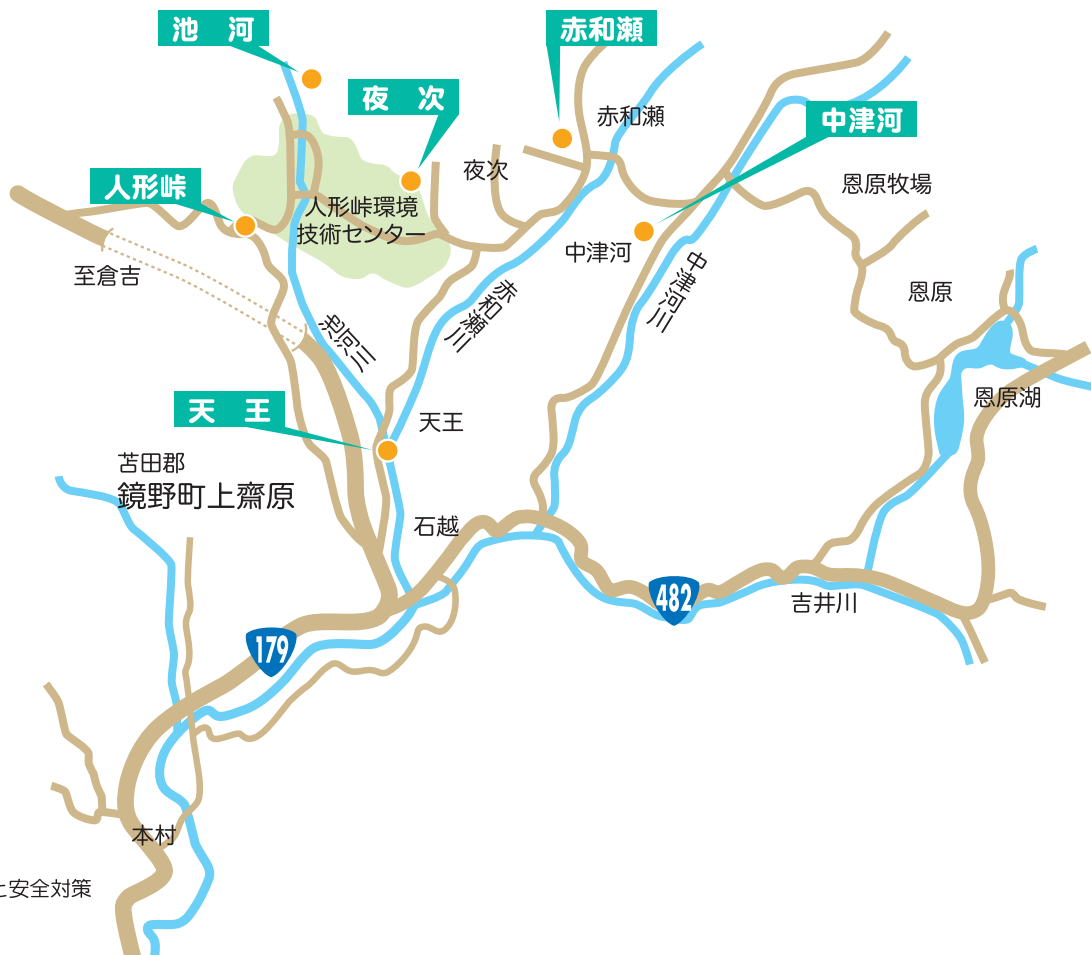 池　河
赤和瀬
夜　次
中津河
赤和瀬
夜次
人形峠
恩原牧場
人形峠環境
技術センター
中津河
至倉吉
中津河川
恩原
赤和瀬川
池河川
恩原湖
天　王
天王
苫田郡
鏡野町上齋原
石越
482
吉井川
179
本村
と安全対策